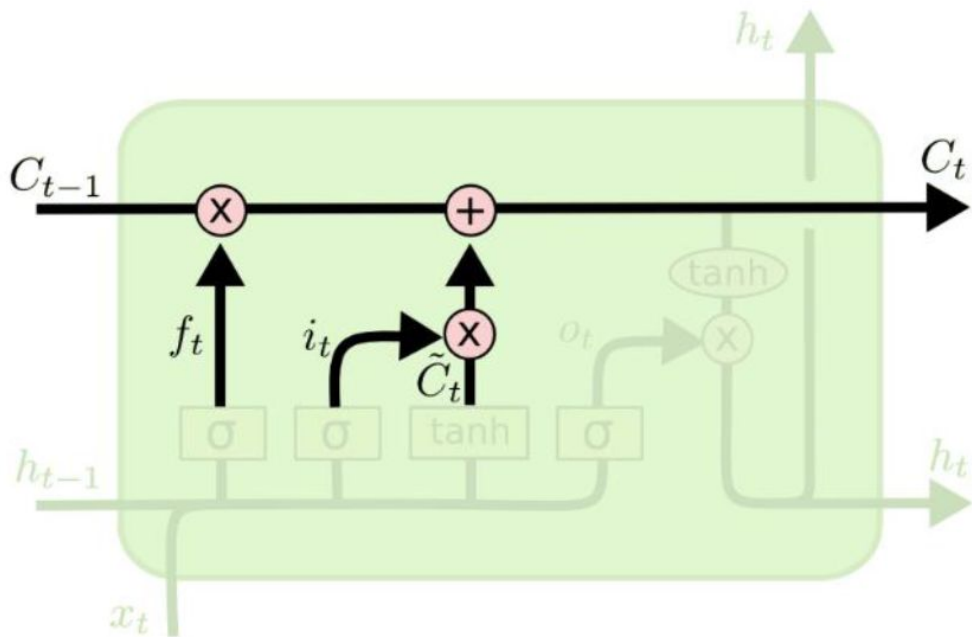 h_t
C_{t-1}
C_t
x
+
tanh
f_t
i_t
x
o_t
x
C̃_t
σ
σ
tanh
σ
h_{t-1}
h_t
x_t